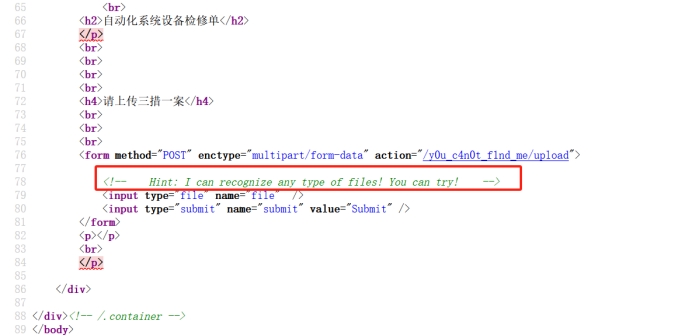 65 <br>
66 <h2>自动化系统设备检修单</h2>
67 </p>
68 <br>
69 <br>
70 <br>
71 <br>
72 <h4>请上传三措一案</h4>
73 <br>
74 <br>
75 <br>
76 <form method="POST" enctype="multipart/form-data" action="/y0u_c4n0t_f1nd_me/upload">
77
78 <!-- Hint: I can recognize any type of files! You can try! -->
79 <input type="file" name="file" />
80 <input type="submit" name="submit" value="Submit" />
81 </form>
82 <p></p>
83 <br>
84 </p>
85
86 </div>
87
88 </div><!-- /.container -->
89 </body>